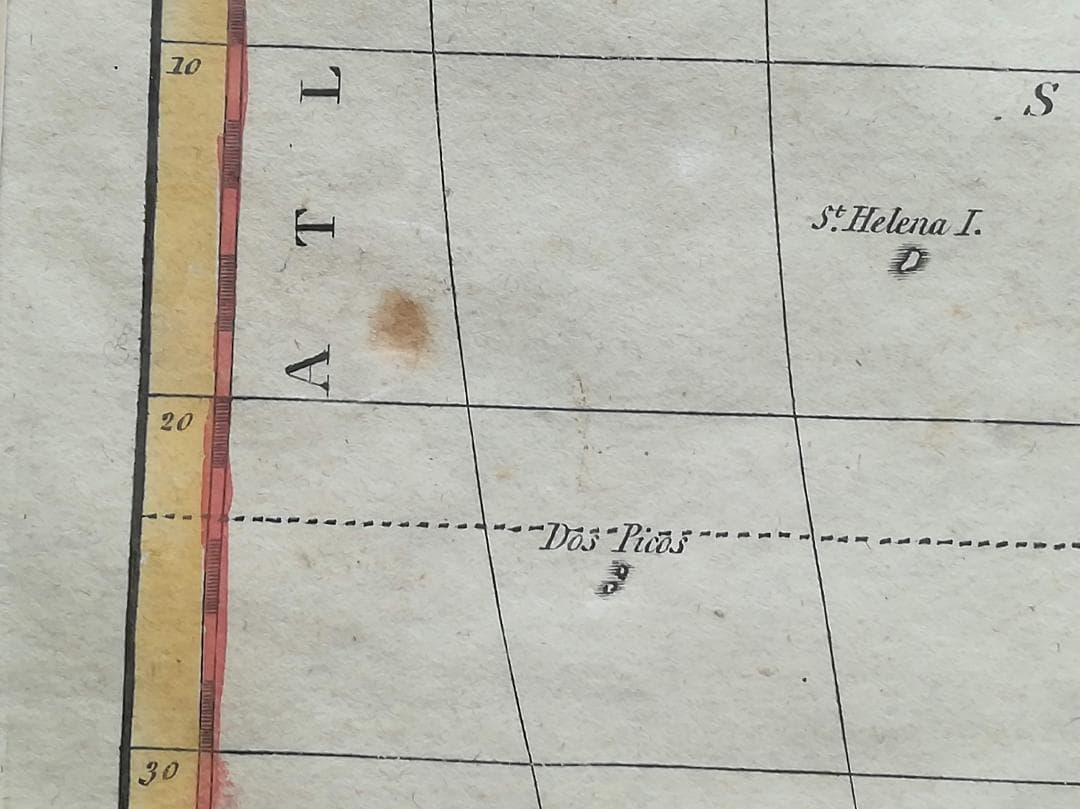 10
S
A T L
St. Helena I.
20
Dos Picos
30